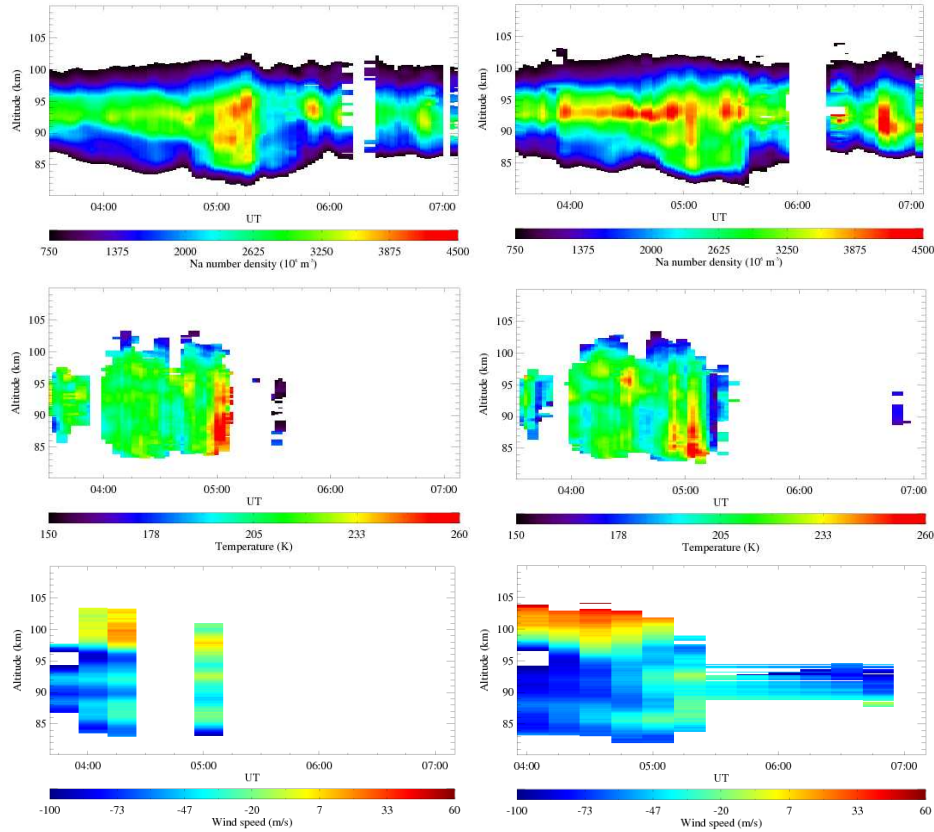 105
100
95
90
85
Altitude (km)
04:00 05:00 06:00 07:00
UT
750 1375 2000 2625 3250 3875 4500
Na number density (10⁶ m³)
105
100
95
90
85
Altitude (km)
04:00 05:00 06:00 07:00
UT
750 1375 2000 2625 3250 3875 4500
Na number density (10⁶ m³)
105
100
95
90
85
Altitude (km)
04:00 05:00 06:00 07:00
UT
150 178 205 233 260
Temperature (K)
105
100
95
90
85
Altitude (km)
04:00 05:00 06:00 07:00
UT
150 178 205 233 260
Temperature (K)
105
100
95
90
85
Altitude (km)
04:00 05:00 06:00 07:00
UT
-100 -73 -47 -20 7 33 60
Wind speed (m/s)
105
100
95
90
85
Altitude (km)
04:00 05:00 06:00 07:00
UT
-100 -73 -47 -20 7 33 60
Wind speed (m/s)